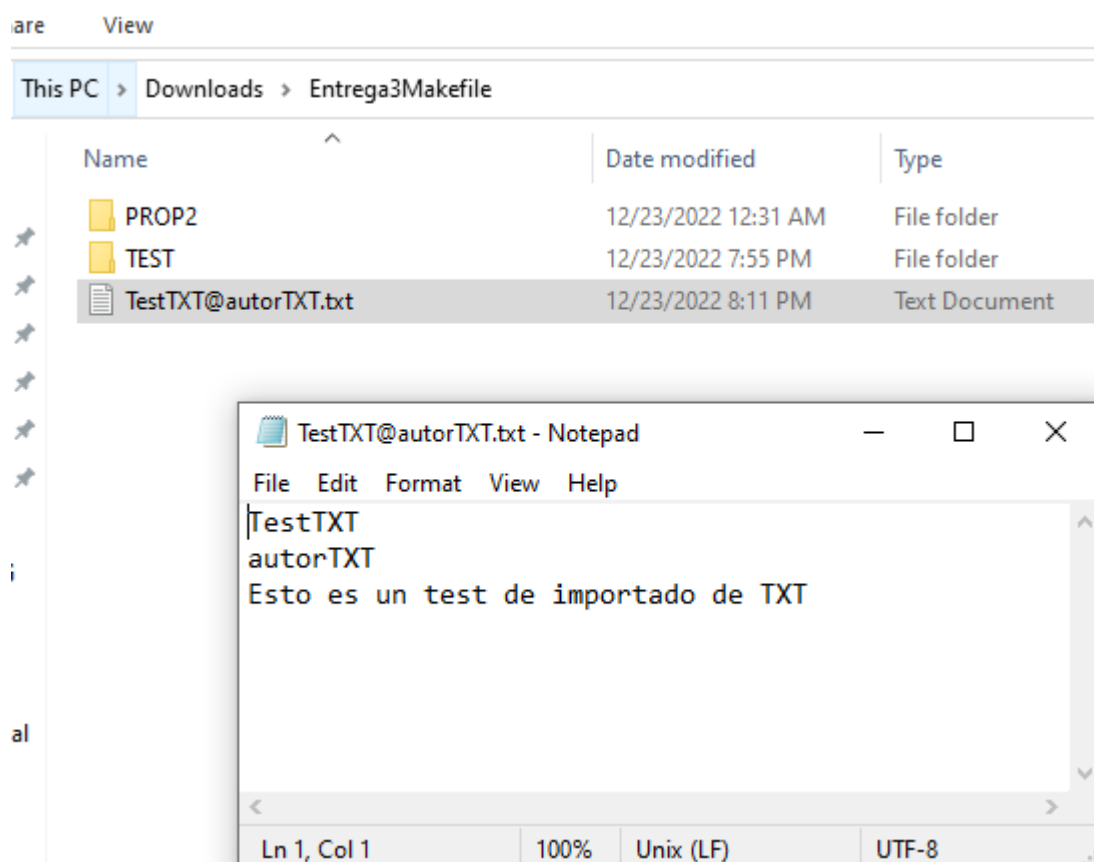 are View
This PC > Downloads > Entrega3Makefile
Name Date modified Type
PROP2 12/23/2022 12:31 AM File folder
TEST 12/23/2022 7:55 PM File folder
TestTXT@autorTXT.txt 12/23/2022 8:11 PM Text Document
TestTXT@autorTXT.txt - Notepad
File Edit Format View Help
TestTXT
autorTXT
Esto es un test de importado de TXT
al
Ln 1, Col 1 100% Unix (LF) UTF-8